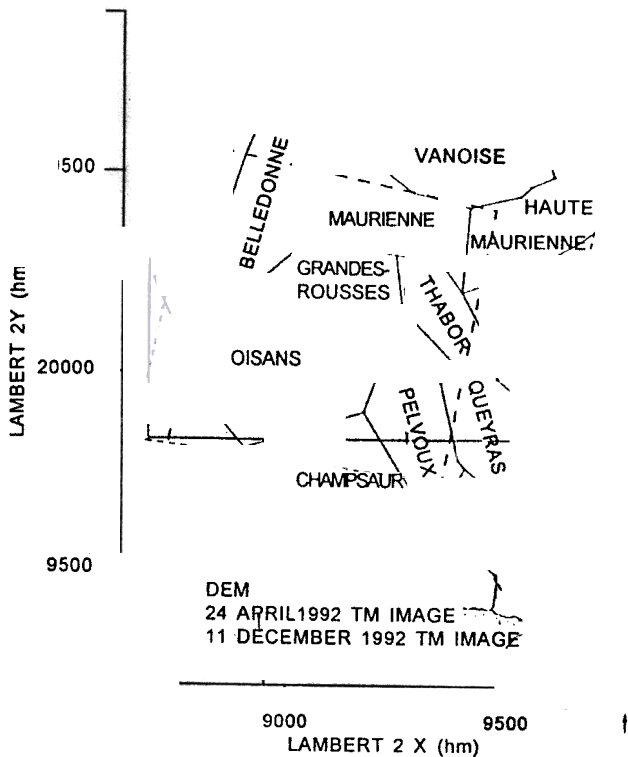 VANOISE
BELLEDONNE
HAUTE
MAURIENNE
MAURIENNE
GRANDES-
ROUSSES
THABOR
OISANS
PELVOUX
QUEYRAS
CHAMPSAUR
500
20000
9500
LAMBERT 2Y (hm
DEM
24 APRIL1992 TM IMAGE
11 DECEMBER 1992 TM IMAGE
9000
9500
LAMBERT 2 X (hm)